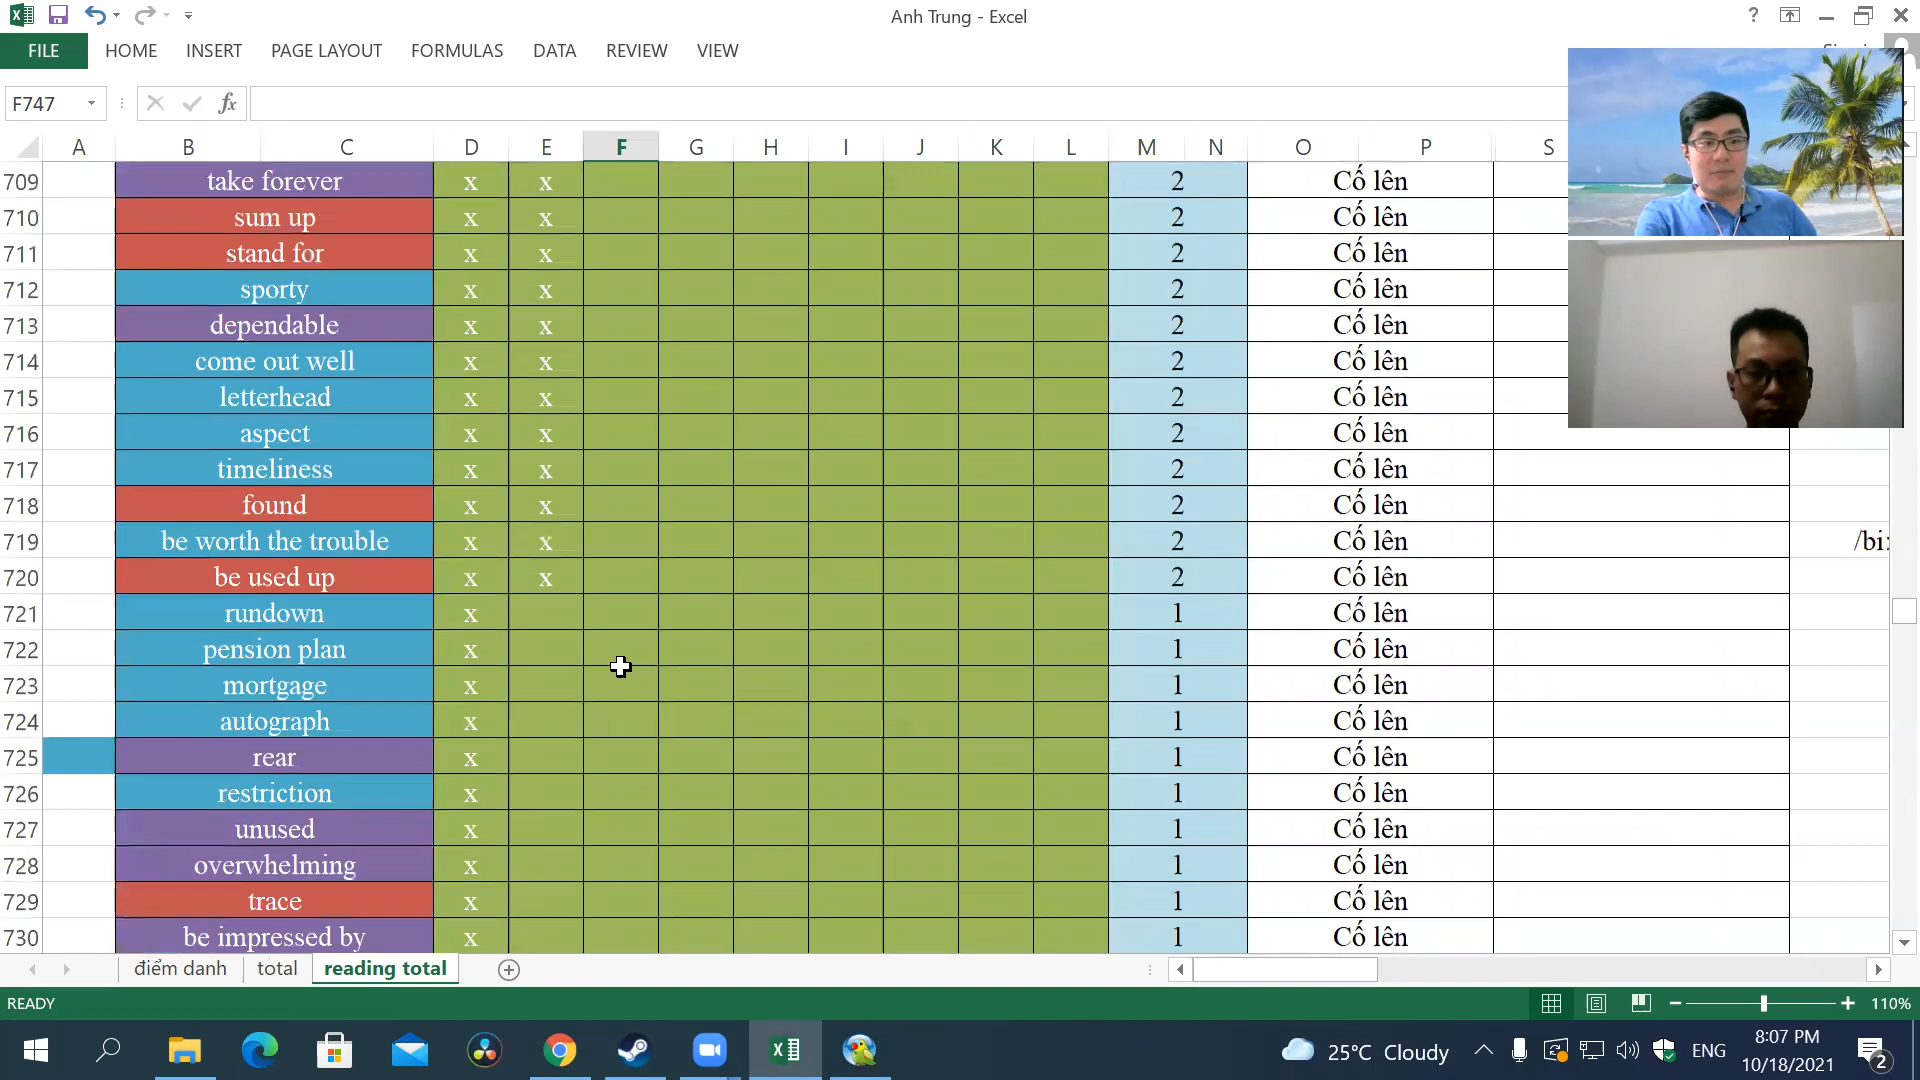 Anh Trung - Excel
?
FILE HOME INSERT PAGE LAYOUT FORMULAS DATA REVIEW VIEW
F747 fx
A B C D E F G H I J K L M N O P S
709 take forever x x 2 Cố lên
710 sum up x x 2 Cố lên
711 stand for x x 2 Cố lên
712 sporty x x 2 Cố lên
713 dependable x x 2 Cố lên
714 come out well x x 2 Cố lên
715 letterhead x x 2 Cố lên
716 aspect x x 2 Cố lên
717 timeliness x x 2 Cố lên
718 found x x 2 Cố lên
719 be worth the trouble x x 2 Cố lên /bi:
720 be used up x x 2 Cố lên
721 rundown x 1 Cố lên
722 pension plan x 1 Cố lên
723 mortgage x 1 Cố lên
724 autograph x 1 Cố lên
725 rear x 1 Cố lên
726 restriction x 1 Cố lên
727 unused x 1 Cố lên
728 overwhelming x 1 Cố lên
729 trace x 1 Cố lên
730 be impressed by x 1 Cố lên
điểm danh total reading total
READY 110%
25°C Cloudy ENG 8:07 PM
10/18/2021 2